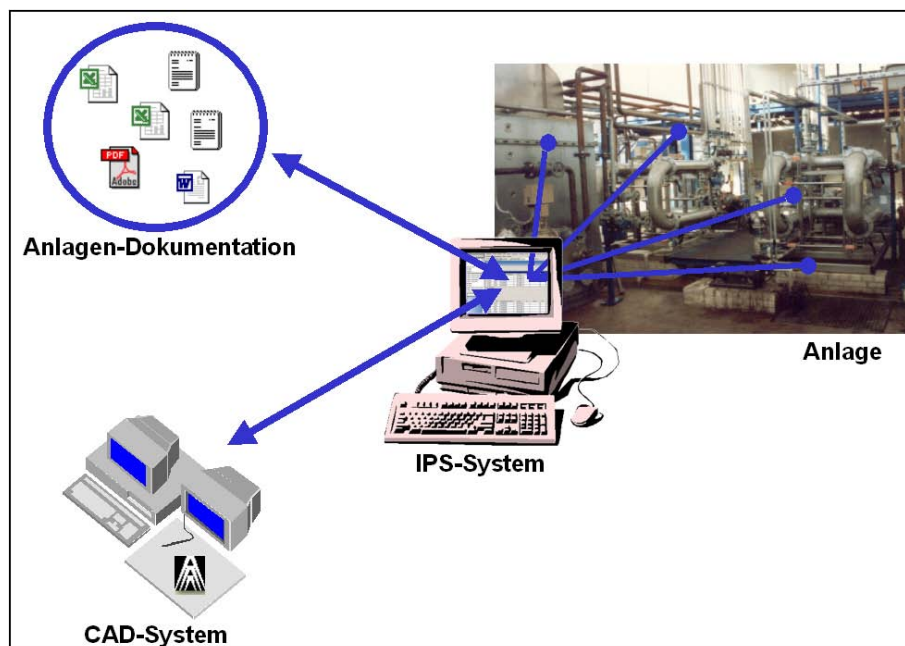 PDF
Adobe
W
Anlagen-Dokumentation
Anlage
IPS-System
CAD-System